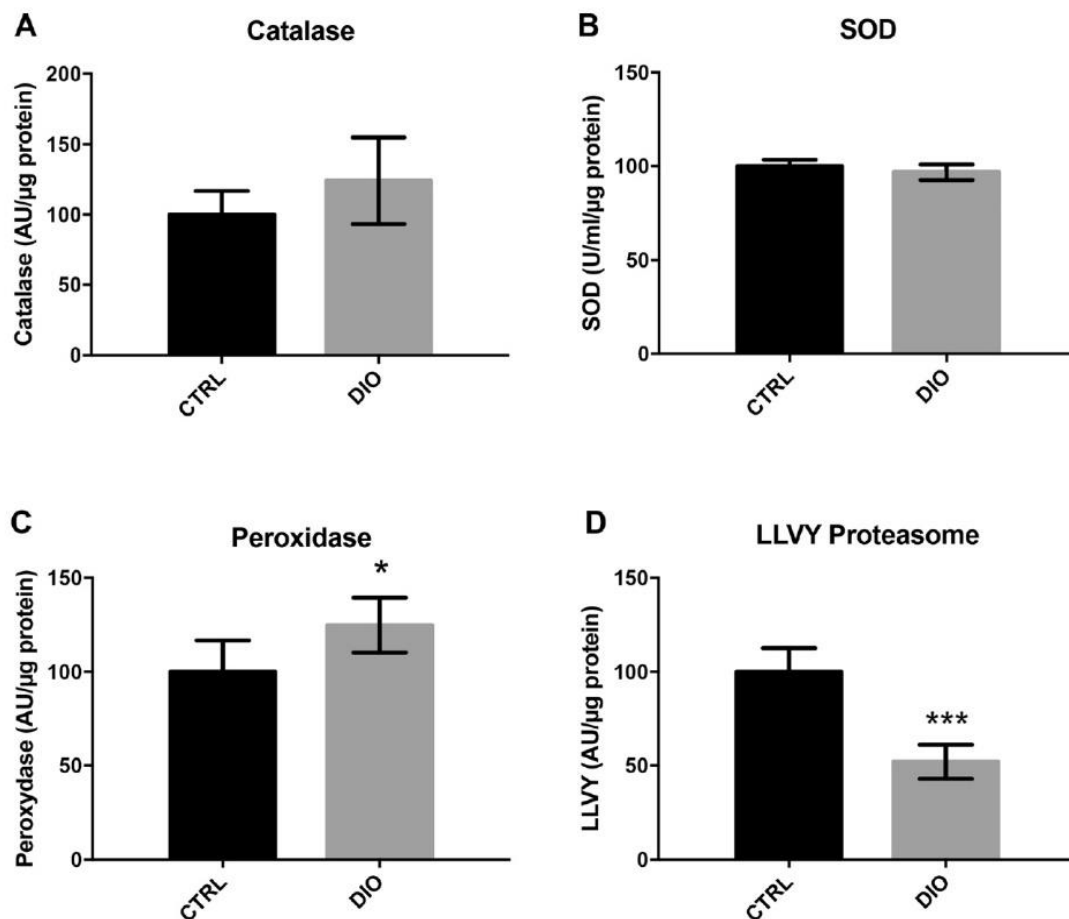 A
Catalase
Catalase (AU/µg protein)
200
150
100
50
0
CTRL
DIO
B
SOD
SOD (U/ml/µg protein)
150
100
50
0
CTRL
DIO
C
Peroxidase
Peroxydase (AU/µg protein)
150
100
50
0
*
CTRL
DIO
D
LLVY Proteasome
LLVY (AU/µg protein)
150
100
50
0
***
CTRL
DIO